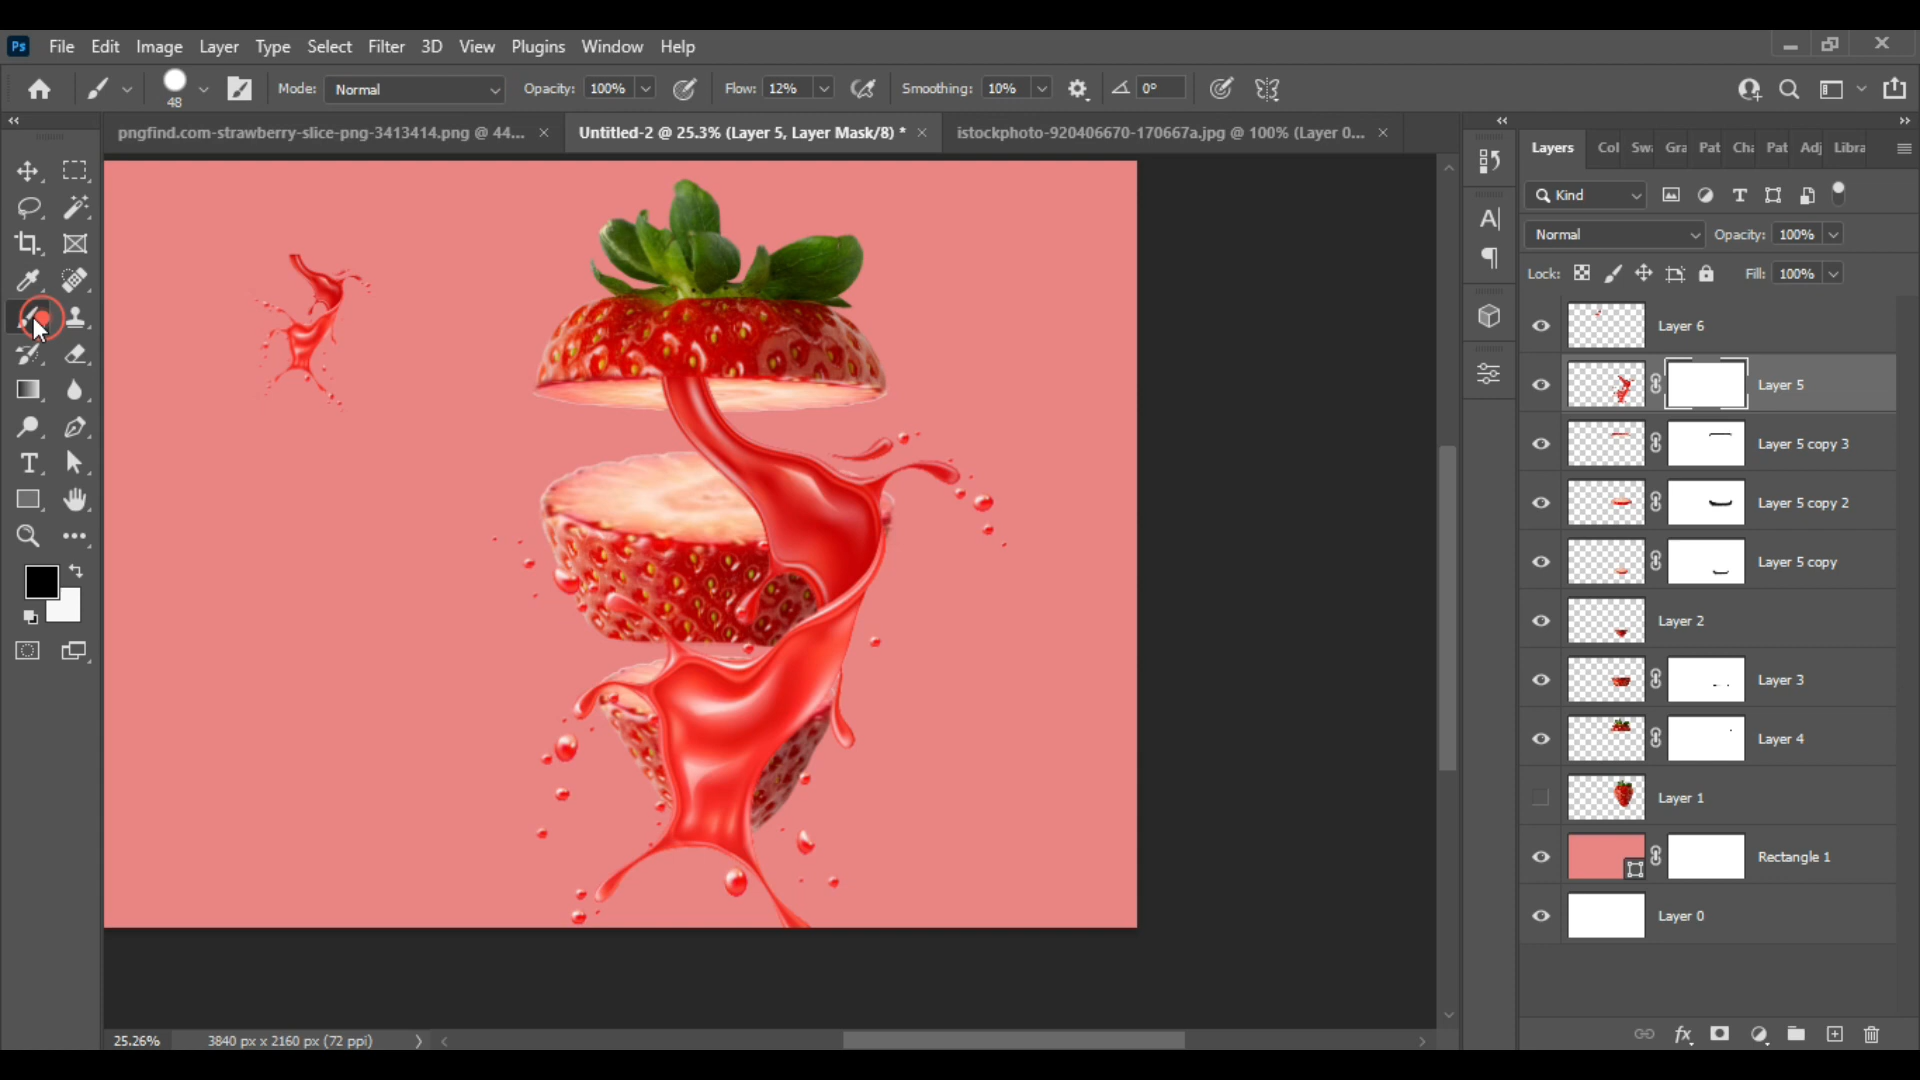 Ps File Edit Image Layer Type Select Filter 3D View Plugins Window Help
48 Mode: Normal Opacity: 100% Flow: 12% Smoothing: 10% 0°
pngfind.com-strawberry-slice-png-3413414.png @ 44... × Untitled-2 @ 25.3% (Layer 5, Layer Mask/8) * × istockphoto-920406670-170667a.jpg @ 100% (Layer 0... ×
Layers Col Swa Gra Pat Cha Pat Adj Libra
Kind
Normal Opacity: 100%
Lock: Fill: 100%
Layer 6
Layer 5
Layer 5 copy 3
Layer 5 copy 2
Layer 5 copy
Layer 2
Layer 3
Layer 4
Layer 1
Rectangle 1
Layer 0
25.26% 3840 px x 2160 px (72 ppi)